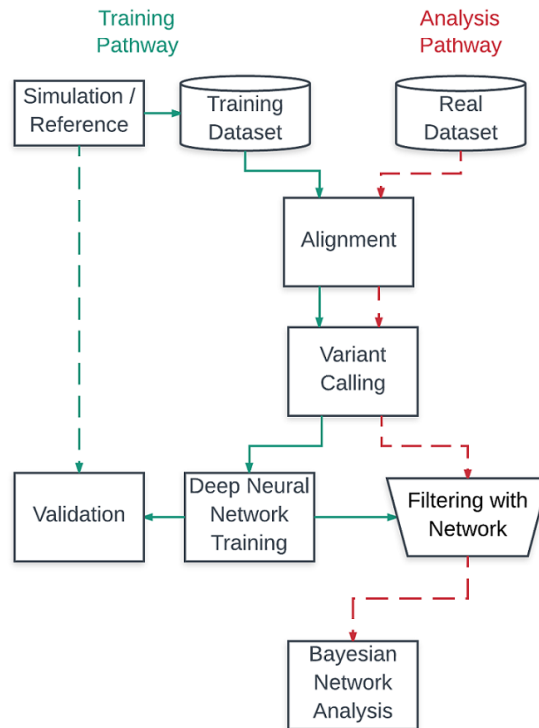 Training
Pathway
Analysis
Pathway
Simulation /
Reference
Training
Dataset
Real
Dataset
Alignment
Variant
Calling
Validation
Deep Neural
Network
Training
Filtering with
Network
Bayesian
Network
Analysis